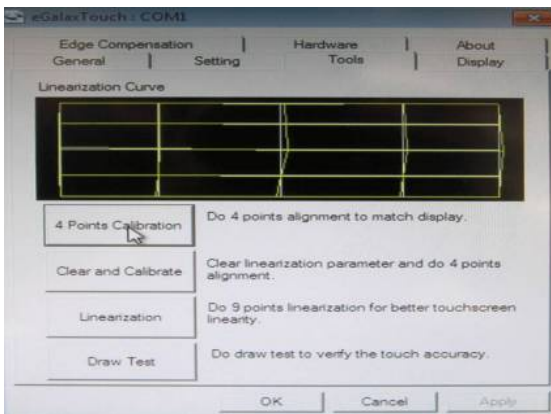 eGalaxTouch : COM1
Edge Compensation Hardware About
General Setting Tools Display
Linearization Curve
4 Points Calibration
Do 4 points alignment to match display.
Clear and Calibrate
Clear linearization parameter and do 4 points
alignment.
Linearization
Do 9 points linearization for better touchscreen
linearity.
Draw Test
Do draw test to verify the touch accuracy.
OK Cancel Apply